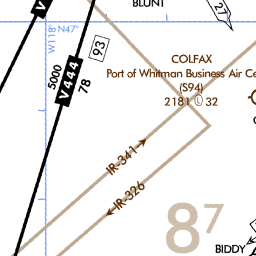 BLUNT
27
V
W118° N47°
93
COLFAX
Port of Whitman Business Air Ce
(S94)
2181 Ⓛ 32
5000
V444
78
IR-341
IR-326
87
BIDDY